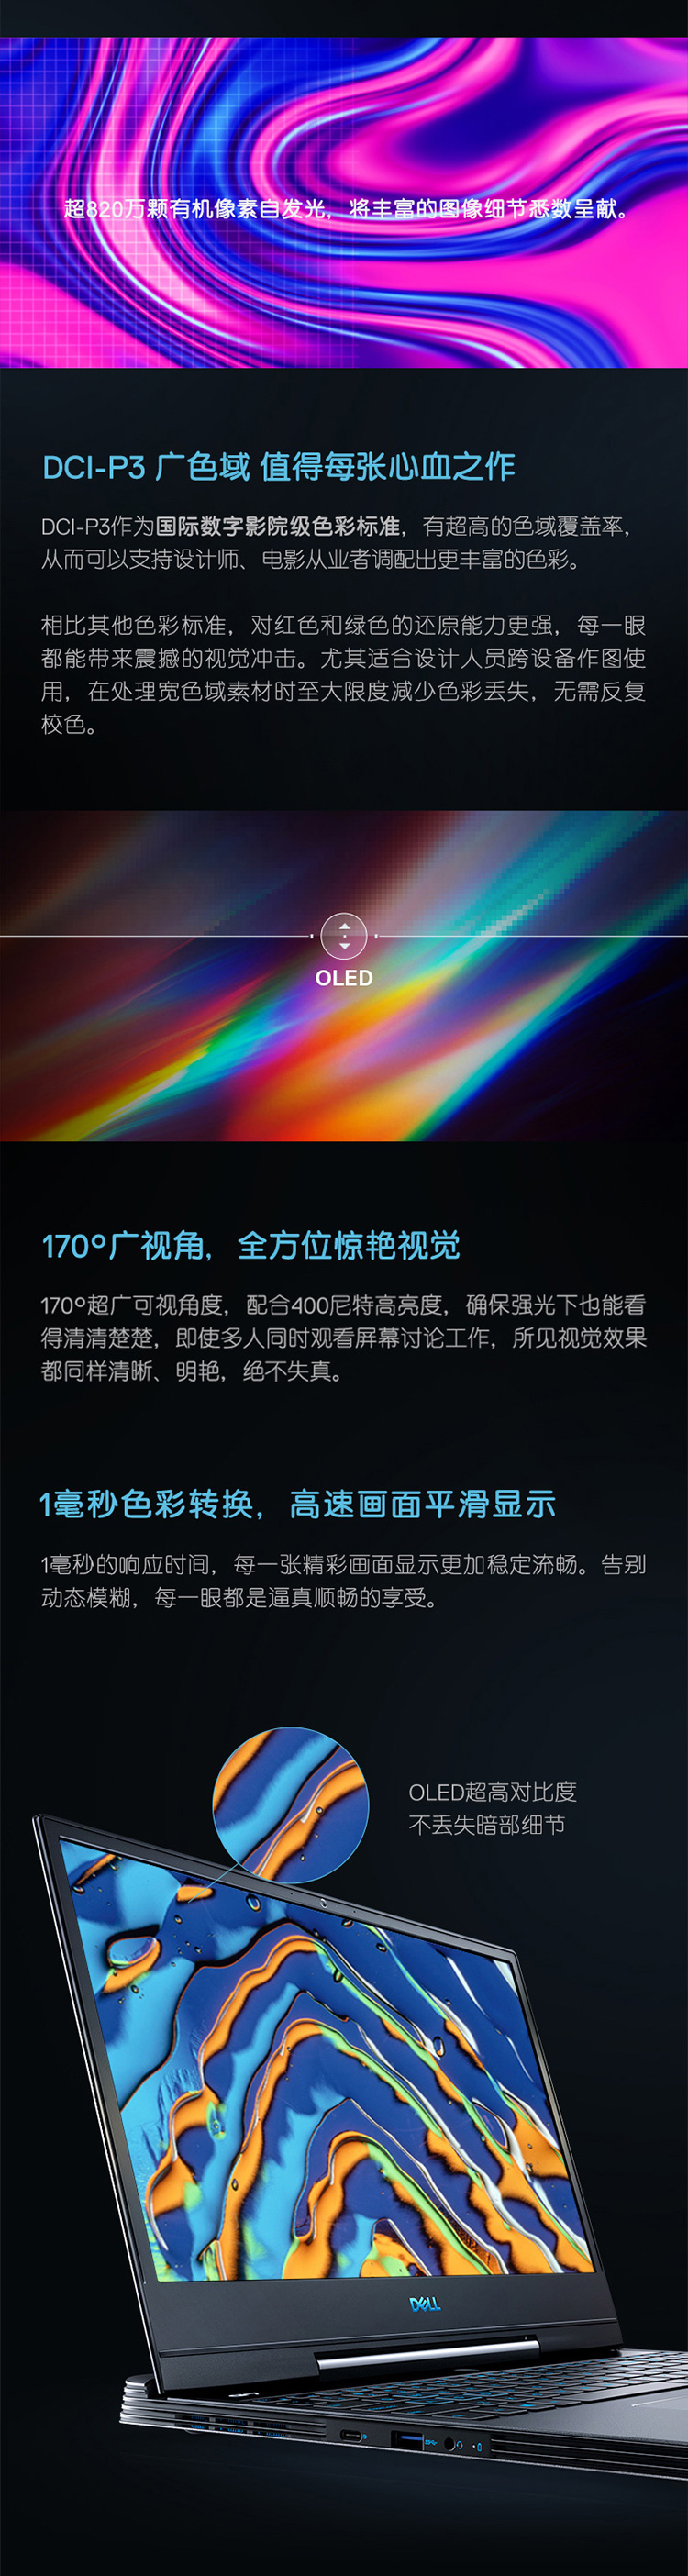 超820万颗有机像素自发光，将丰富的图像细节悉数呈献。
DCI-P3 广色域 值得每张心血之作
DCI-P3作为国际数字影院级色彩标准，有超高的色域覆盖率，
从而可以支持设计师、电影从业者调配出更丰富的色彩。
相比其他色彩标准，对红色和绿色的还原能力更强，每一眼
都能带来震撼的视觉冲击。尤其适合设计人员跨设备作图使
用，在处理宽色域素材时至大限度减少色彩丢失，无需反复
校色。
OLED
170°广视角，全方位惊艳视觉
170°超广可视角度，配合400尼特高亮度，确保强光下也能看
得清清楚楚，即使多人同时观看屏幕讨论工作，所见视觉效果
都同样清晰、明艳，绝不失真。
1毫秒色彩转换，高速画面平滑显示
1毫秒的响应时间，每一张精彩画面显示更加稳定流畅。告别
动态模糊，每一眼都是逼真顺畅的享受。
OLED超高对比度
不丢失暗部细节
DELL